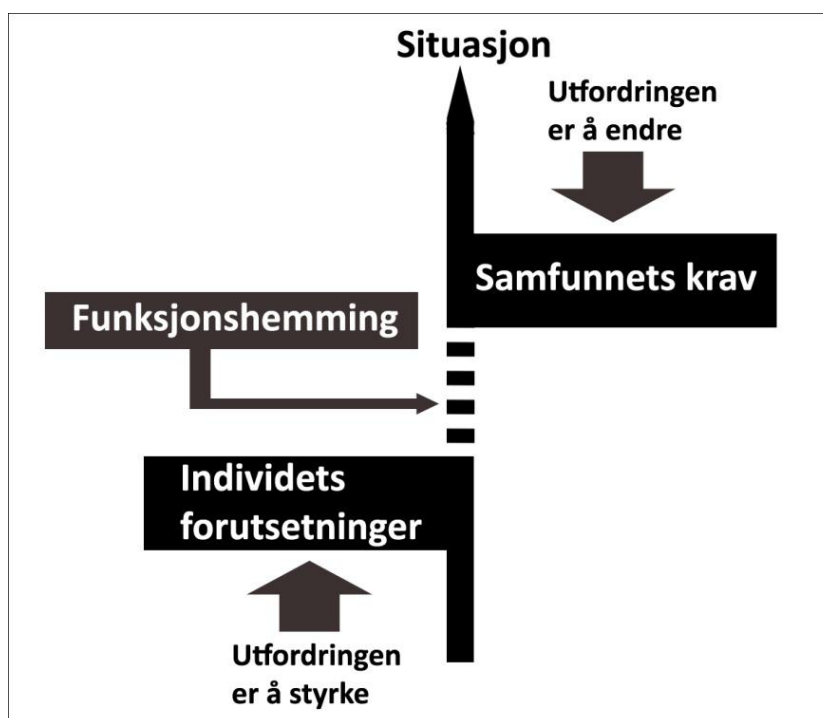 Situasjon
Utfordringen
er å endre
Samfunnets krav
Funksjonshemming
Individets
forutsetninger
Utfordringen
er å styrke